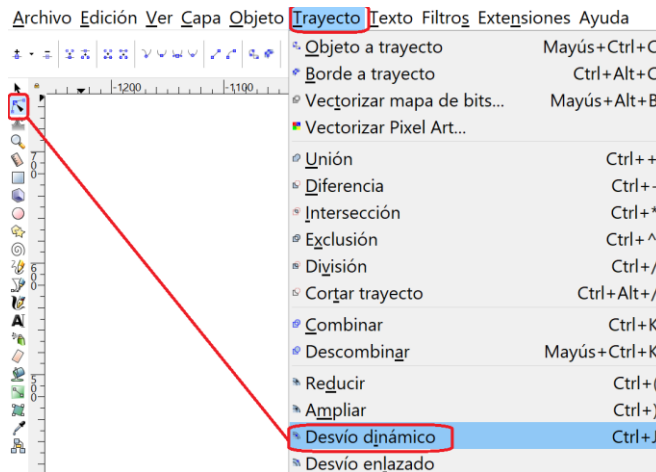 Archivo Edición Ver Capa Objeto Trayecto Texto Filtros Extensiones Ayuda
Objeto a trayecto Mayús+Ctrl+C
Borde a trayecto Ctrl+Alt+C
-1200 -1100
Vectorizar mapa de bits... Mayús+Alt+B
Vectorizar Pixel Art...
700
Unión Ctrl++
Diferencia Ctrl+-
Intersección Ctrl+*
Exclusión Ctrl+^
600
División Ctrl+/
Cortar trayecto Ctrl+Alt+/
Combinar Ctrl+K
Descombinar Mayús+Ctrl+K
500
Reducir Ctrl+(
Ampliar Ctrl+)
Desvío dinámico Ctrl+J
Desvío enlazado